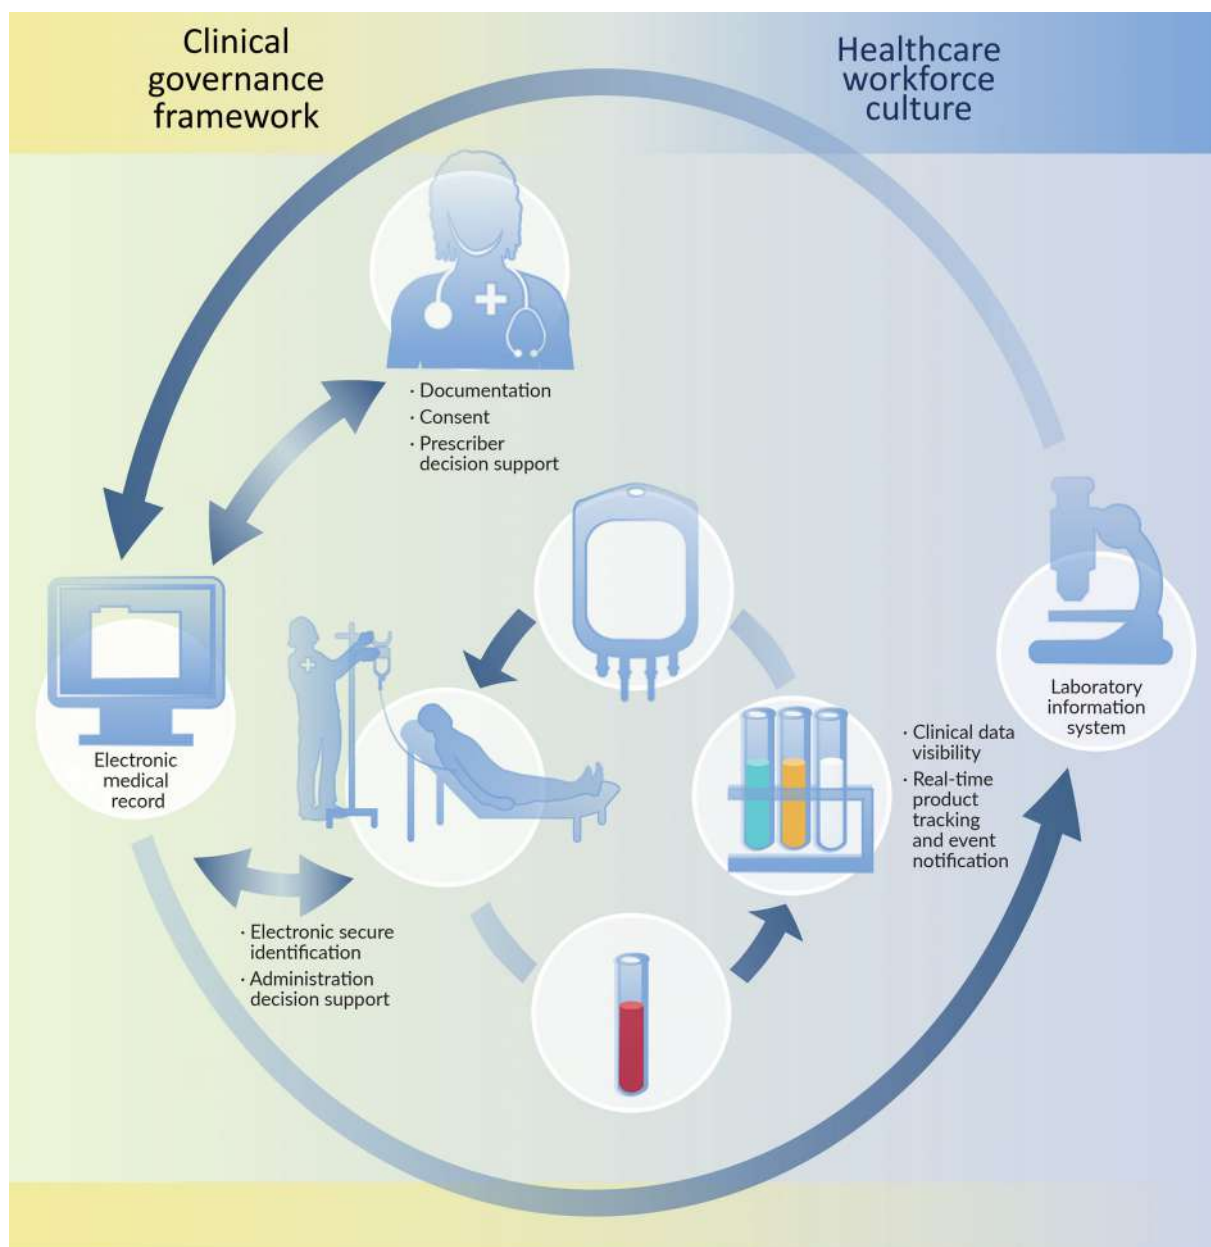 Clinical
governance
framework
Healthcare
workforce
culture
· Documentation
· Consent
· Prescriber
decision support
Electronic
medical
record
Laboratory
information
system
· Clinical data
visibility
· Real-time
product
tracking
and event
notification
· Electronic secure
identification
· Administration
decision support